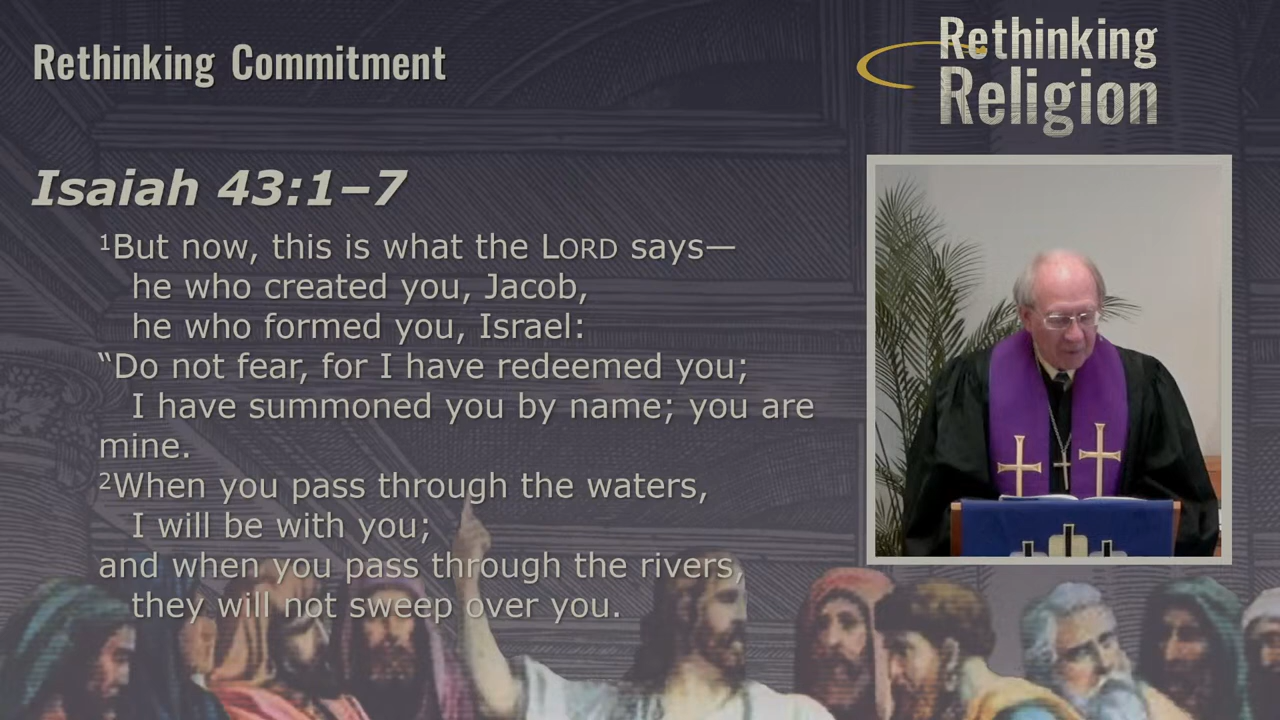 Rethinking Commitment
Rethinking
Religion
Isaiah 43:1–7
¹But now, this is what the LORD says—
he who created you, Jacob,
he who formed you, Israel:
“Do not fear, for I have redeemed you;
I have summoned you by name; you are
mine.
²When you pass through the waters,
I will be with you;
and when you pass through the rivers,
they will not sweep over you.